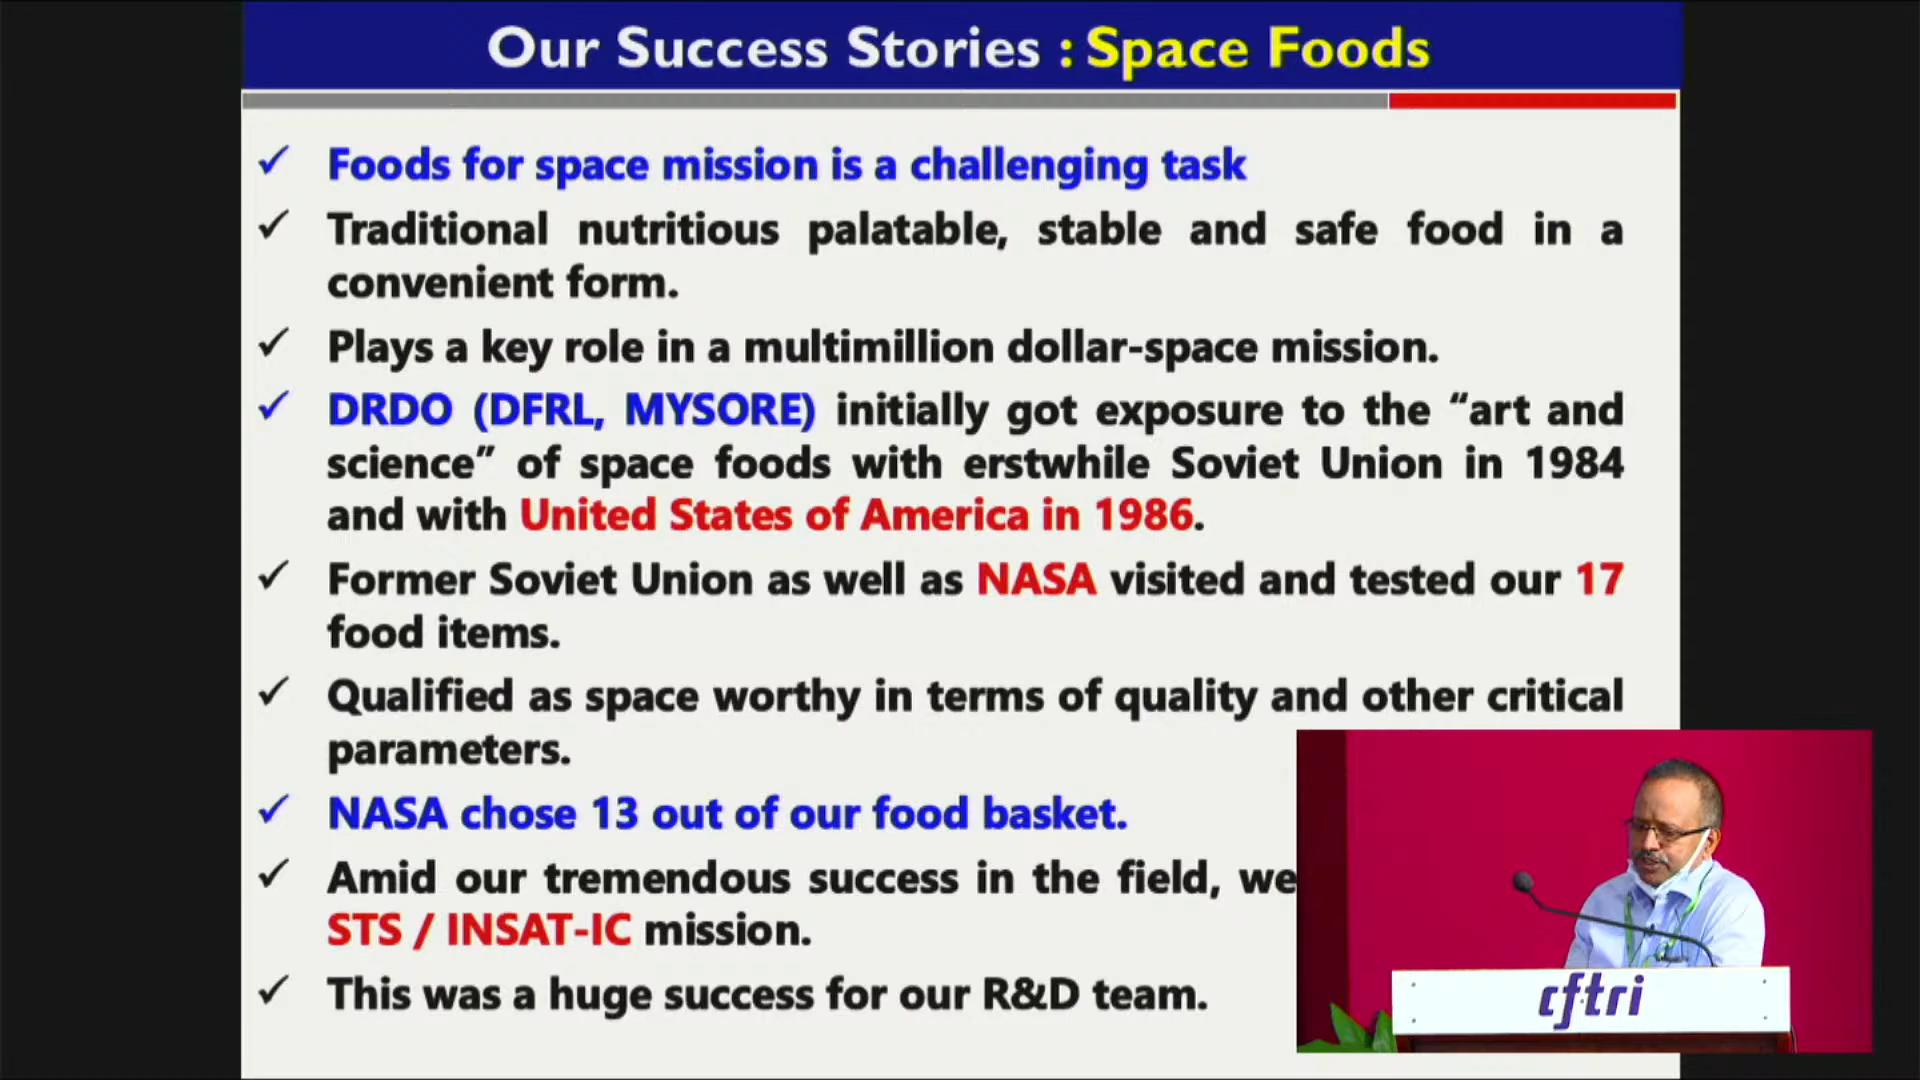 Our Success Stories : Space Foods
✓ Foods for space mission is a challenging task
✓ Traditional nutritious palatable, stable and safe food in a
convenient form.
✓ Plays a key role in a multimillion dollar-space mission.
✓ DRDO (DFRL, MYSORE) initially got exposure to the “art and
science” of space foods with erstwhile Soviet Union in 1984
and with United States of America in 1986.
✓ Former Soviet Union as well as NASA visited and tested our 17
food items.
✓ Qualified as space worthy in terms of quality and other critical
parameters.
✓ NASA chose 13 out of our food basket.
✓ Amid our tremendous success in the field, we
STS / INSAT-IC mission.
✓ This was a huge success for our R&D team.
cftri